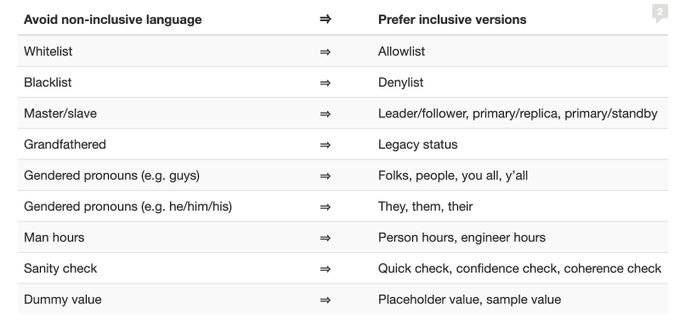 Avoid non-inclusive language ⇒ Prefer inclusive versions
2
Whitelist ⇒ Allowlist
Blacklist ⇒ Denylist
Master/slave ⇒ Leader/follower, primary/replica, primary/standby
Grandfathered ⇒ Legacy status
Gendered pronouns (e.g. guys) ⇒ Folks, people, you all, y'all
Gendered pronouns (e.g. he/him/his) ⇒ They, them, their
Man hours ⇒ Person hours, engineer hours
Sanity check ⇒ Quick check, confidence check, coherence check
Dummy value ⇒ Placeholder value, sample value